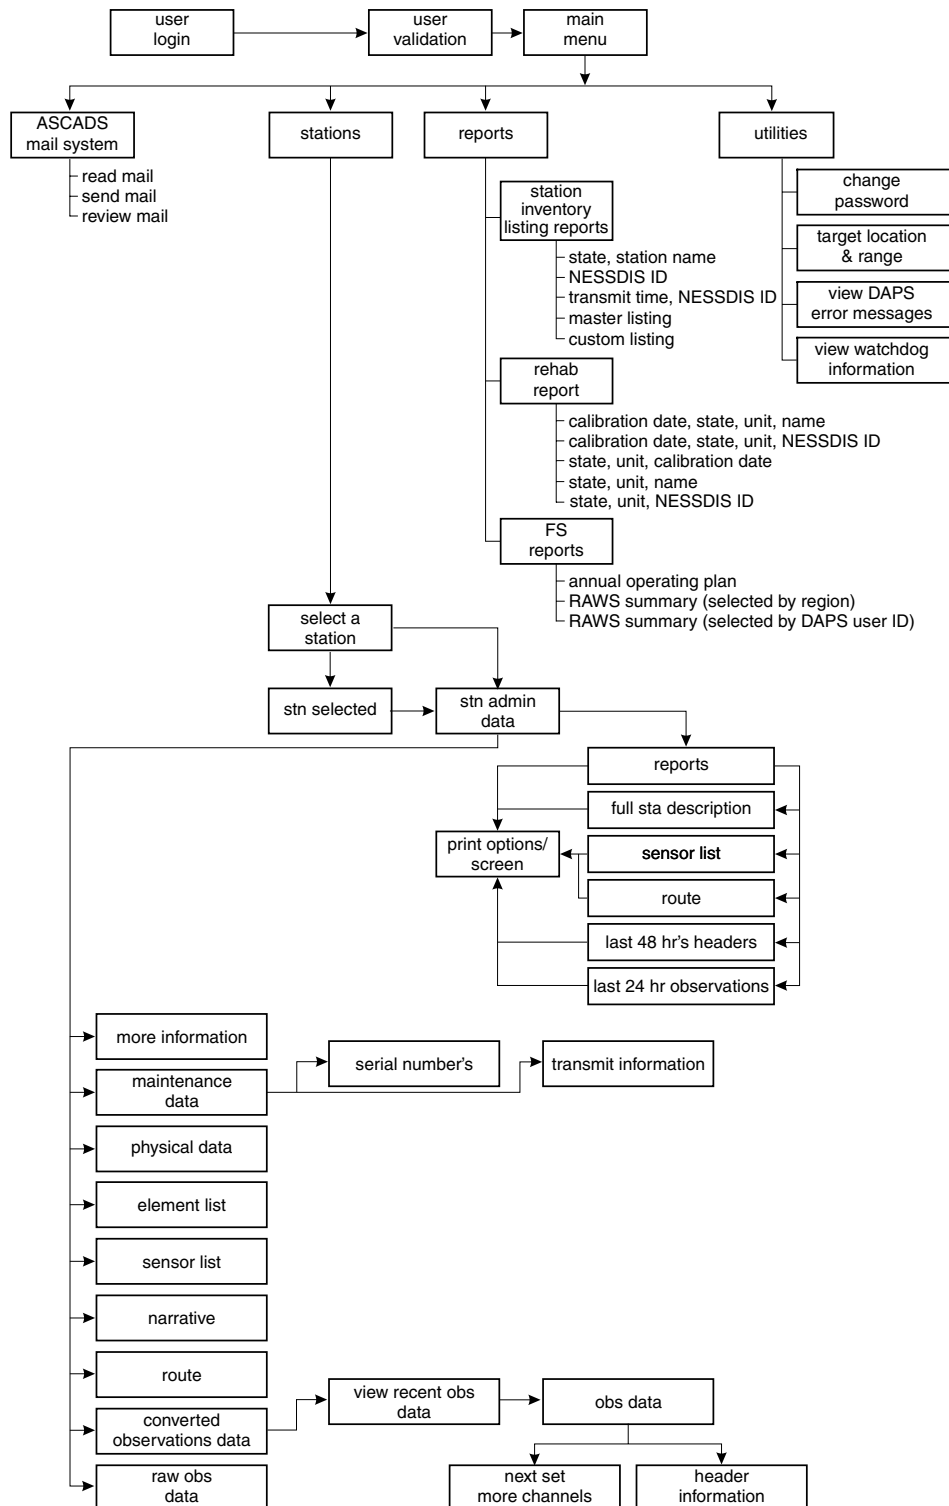 user
login
user
validation
main
menu
ASCADS
mail system
read mail
send mail
review mail
stations
reports
utilities
station
inventory
listing reports
state, station name
NESSDIS ID
transmit time, NESSDIS ID
master listing
custom listing
rehab
report
calibration date, state, unit, name
calibration date, state, unit, NESSDIS ID
state, unit, calibration date
state, unit, name
state, unit, NESSDIS ID
FS
reports
annual operating plan
RAWS summary (selected by region)
RAWS summary (selected by DAPS user ID)
change
password
target location
& range
view DAPS
error messages
view watchdog
information
select a
station
stn selected
stn admin
data
reports
full sta description
print options/
screen
sensor list
route
last 48 hr's headers
last 24 hr observations
more information
maintenance
data
serial number's
transmit information
physical data
element list
sensor list
narrative
route
converted
observations data
view recent obs
data
obs data
next set
more channels
header
information
raw obs
data